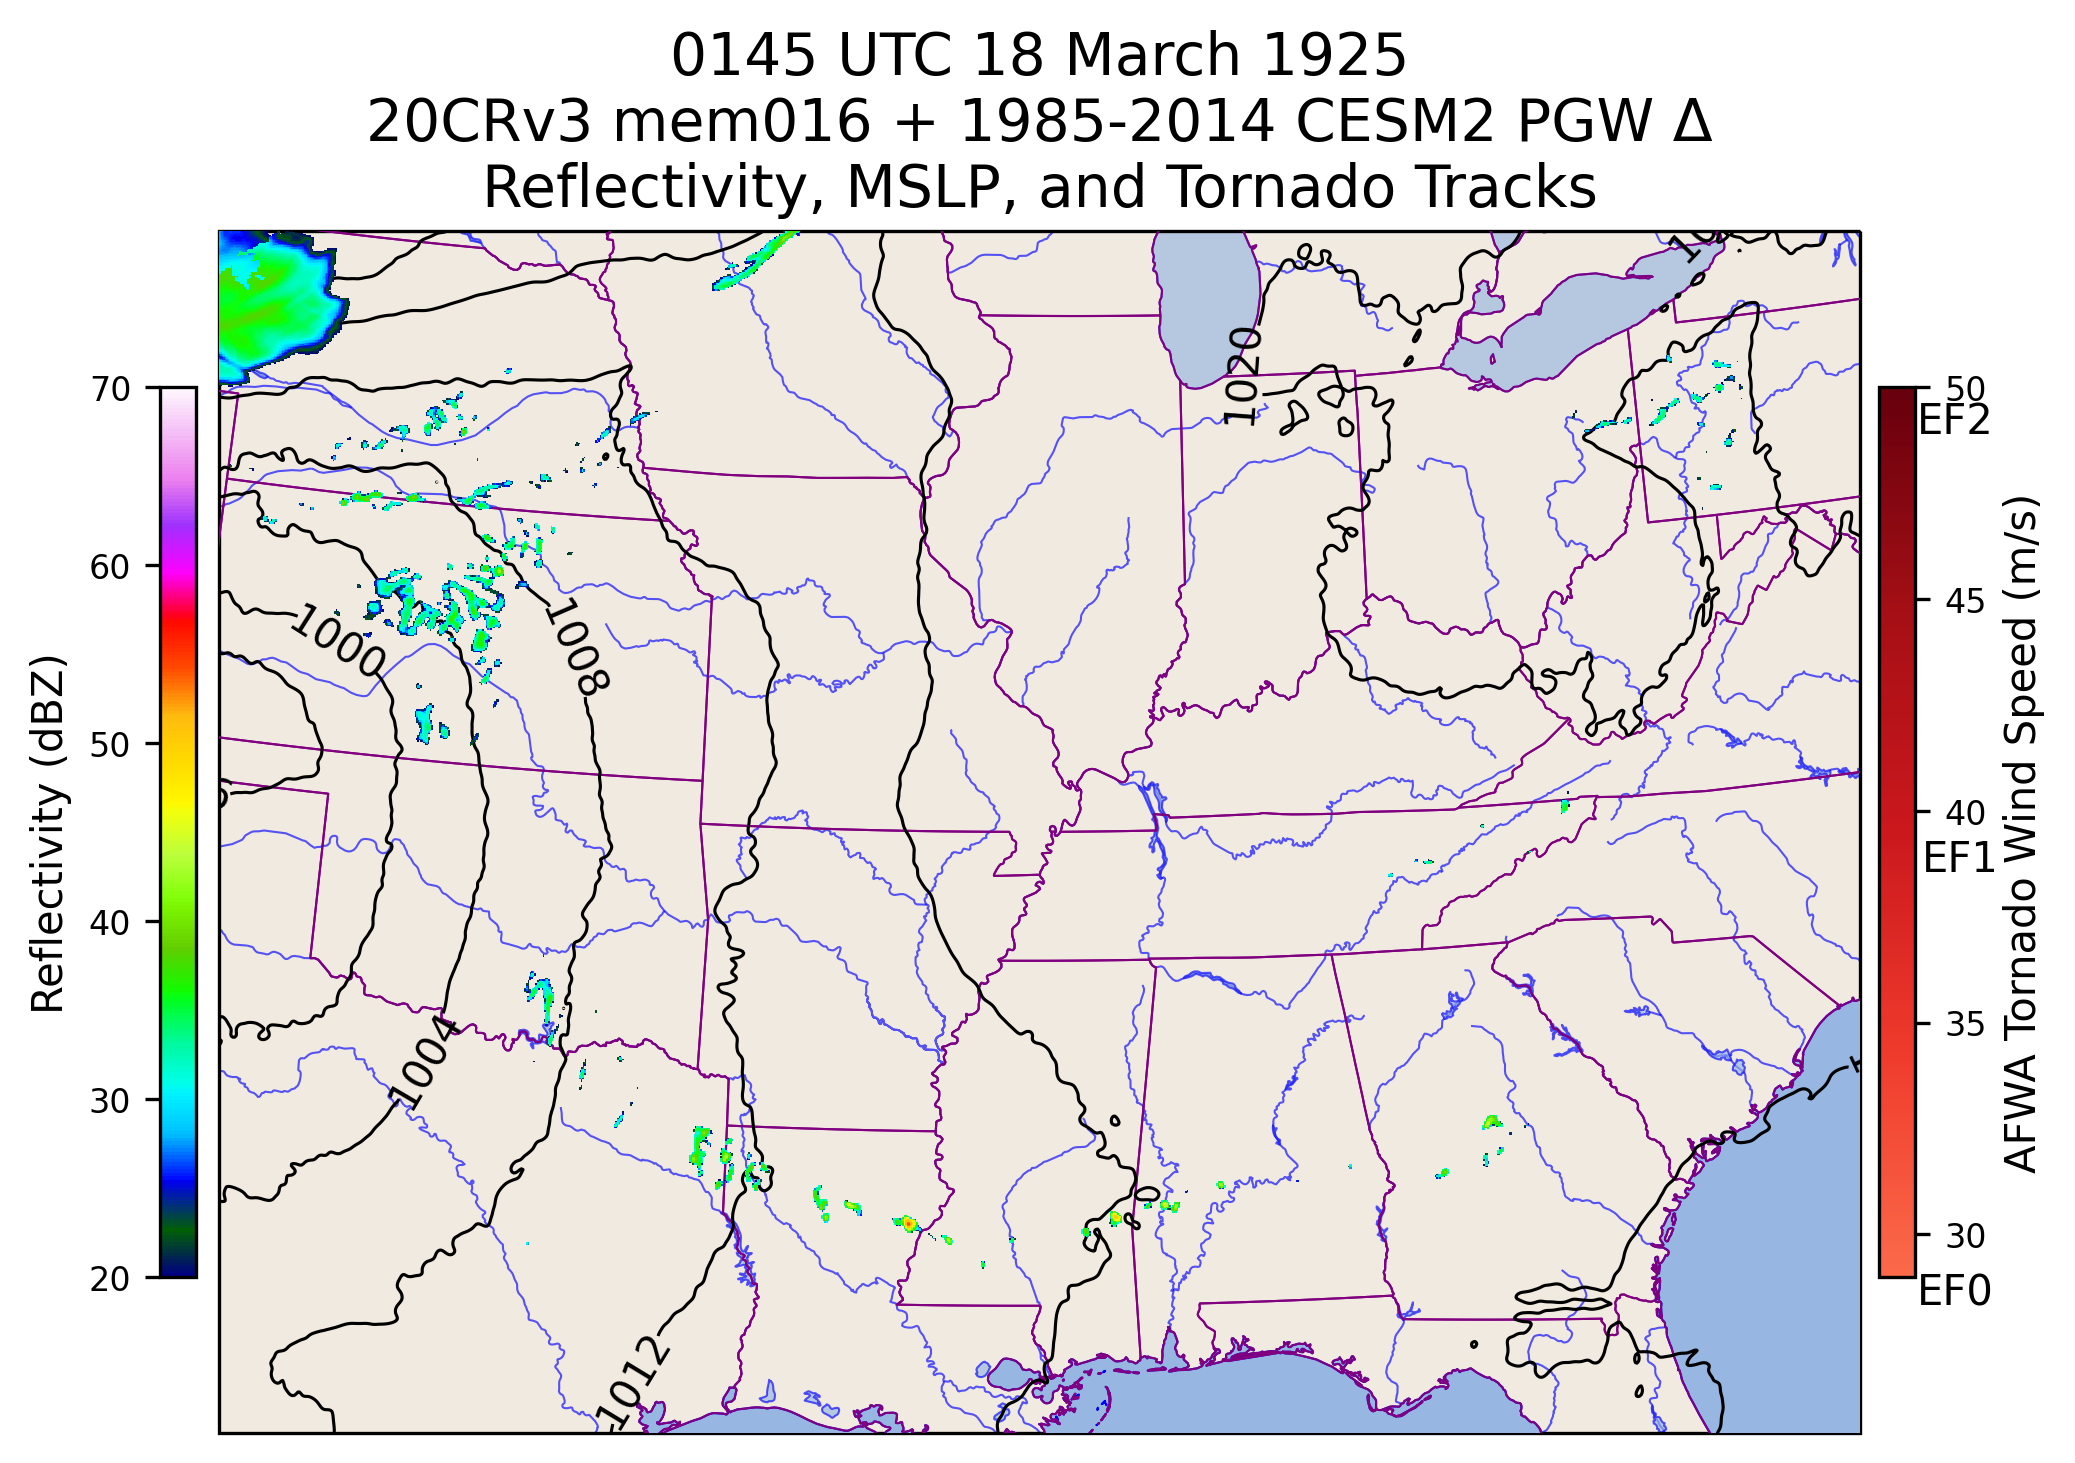 0145 UTC 18 March 1925
20CRv3 mem016 + 1985-2014 CESM2 PGW Δ
Reflectivity, MSLP, and Tornado Tracks
Reflectivity (dBZ)
70
60
50
40
30
20
1020
1000
1008
1004
1012
50
EF2
45
40
EF1
35
30
EF0
AFWA Tornado Wind Speed (m/s)